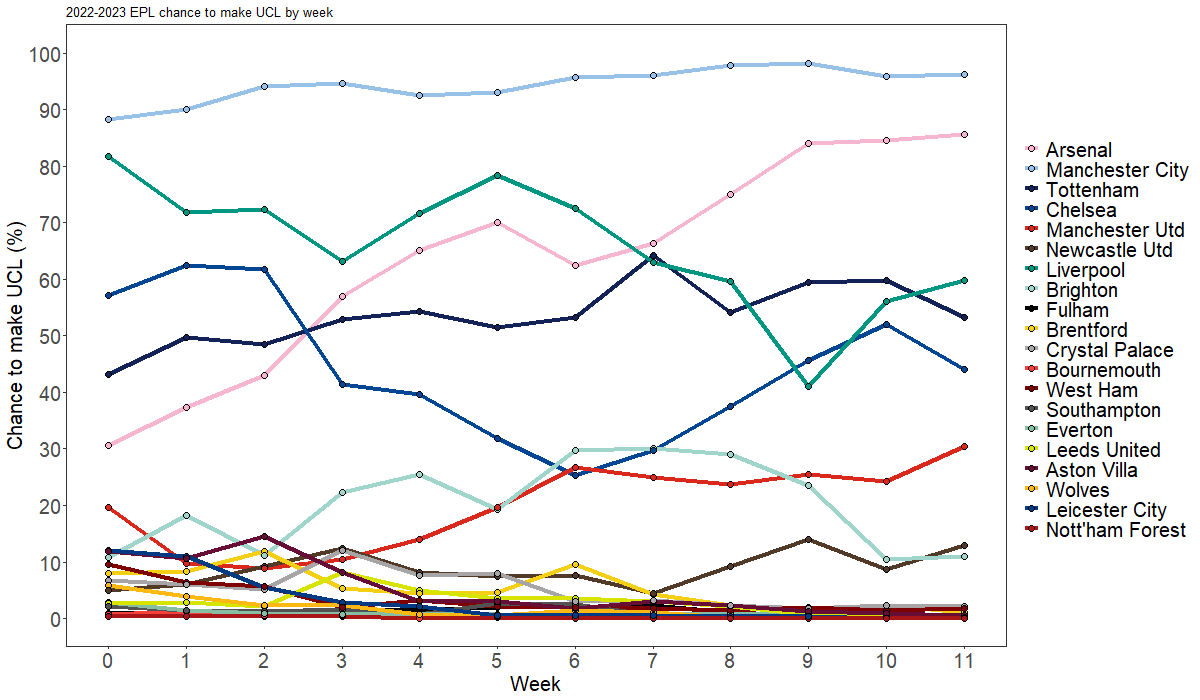 2022-2023 EPL chance to make UCL by week
Chance to make UCL (%)
100
90
80
70
60
50
40
30
20
10
0
0 1 2 3 4 5 6 7 8 9 10 11
Week
Arsenal
Manchester City
Tottenham
Chelsea
Manchester Utd
Newcastle Utd
Liverpool
Brighton
Fulham
Brentford
Crystal Palace
Bournemouth
West Ham
Southampton
Everton
Leeds United
Aston Villa
Wolves
Leicester City
Nott'ham Forest